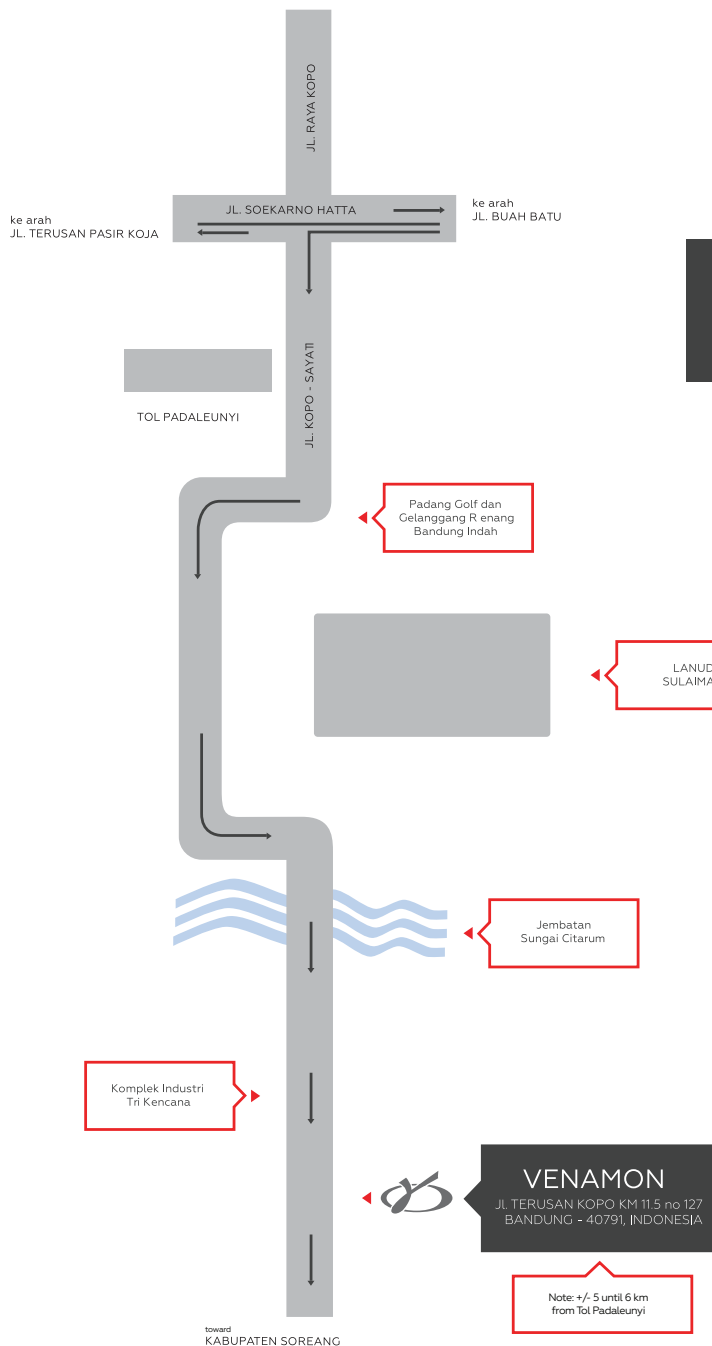 JL. RAYA KOPO
JL. SOEKARNO HATTA
ke arah
JL. TERUSAN PASIR KOJA
ke arah
JL. BUAH BATU
JL. KOPO - SAYATI
TOL PADALEUNYI
Padang Golf dan
Gelanggang R enang
Bandung Indah
LANUD
SULAIMA
Jembatan
Sungai Citarum
Komplek Industri
Tri Kencana
VENAMON
JL. TERUSAN KOPO KM 11.5 no 127
BANDUNG - 40791, INDONESIA
Note: +/- 5 until 6 km
from Tol Padaleunyi
toward
KABUPATEN SOREANG